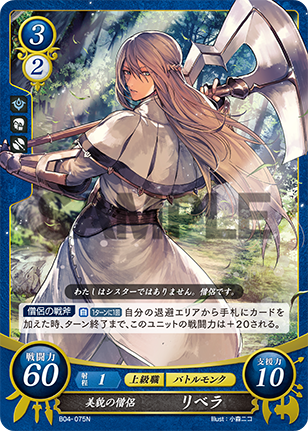 3
2
SAMPLE
わたしはシスターではありません。僧侶です。
僧侶の戦斧 自 1ターンに1回 自分の退避エリアから手札にカードを
加えた時、ターン終了まで、このユニットの戦闘力は+20される。
戦闘力 60 射程 1 上級職 バトルモンク 支援力 10
美貌の僧侶 リベラ
B04-075N Illust:小森ニコ